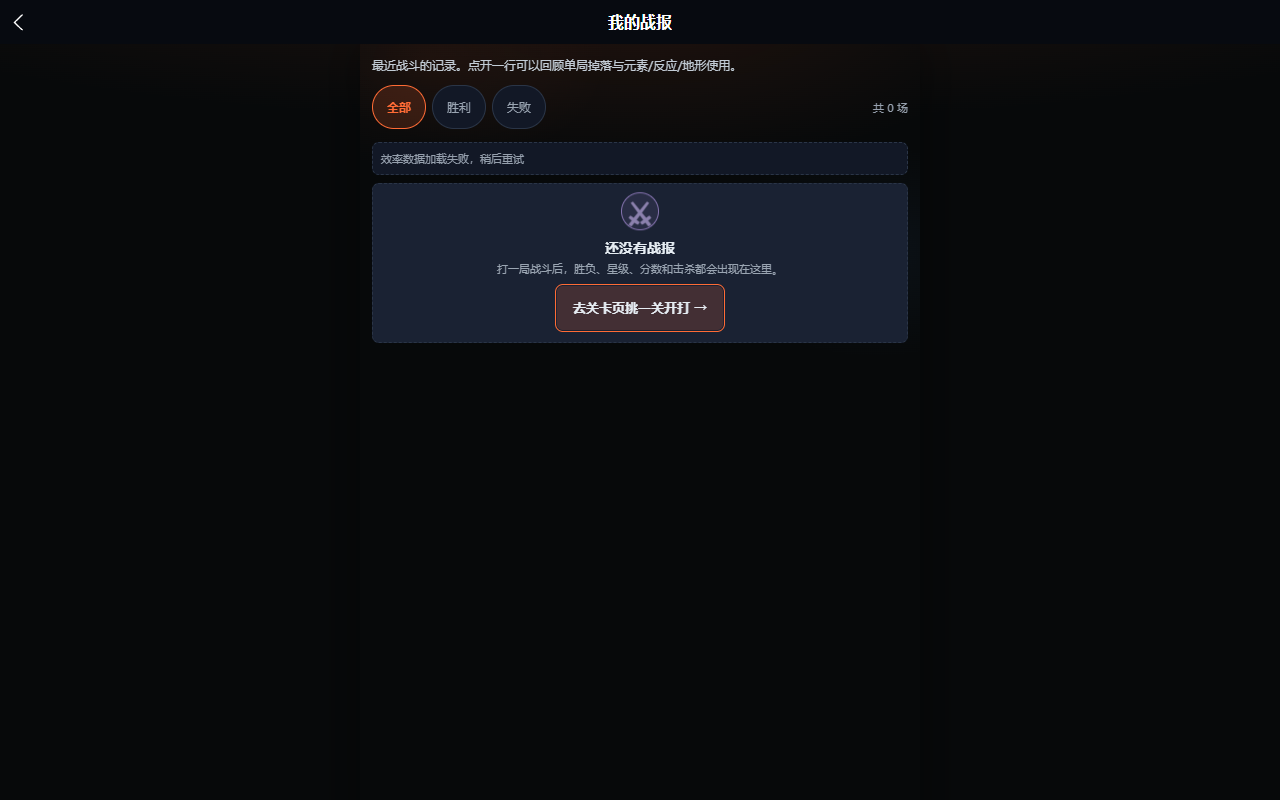 我的战报
最近战斗的记录。点开一行可以回顾单局掉落与元素/反应/地形使用。
全部
胜利
失败
共 0 场
效率数据加载失败，稍后重试
还没有战报
打一局战斗后，胜负、星级、分数和击杀都会出现在这里。
去关卡页挑一关开打 →